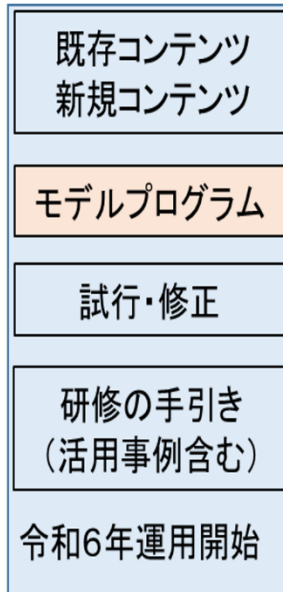 既存コンテンツ
新規コンテンツ
モデルプログラム
試行・修正
研修の手引き
（活用事例含む）
令和6年運用開始